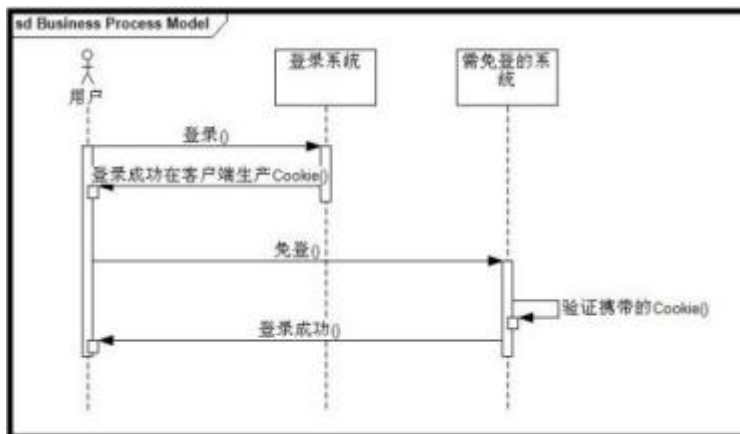 sd Business Process Model
用户
登录系统
需免登的系
统
登录()
登录成功在客户端生产Cookie()
免登()
验证携带的Cookie()
登录成功()